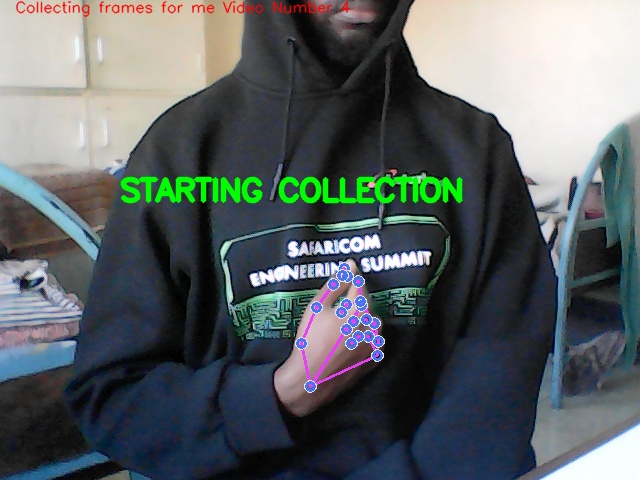 Collecting frames for me Video Number 4
STARTING COLLECTION
SAFARICOM
ENGINEERING SUMMIT